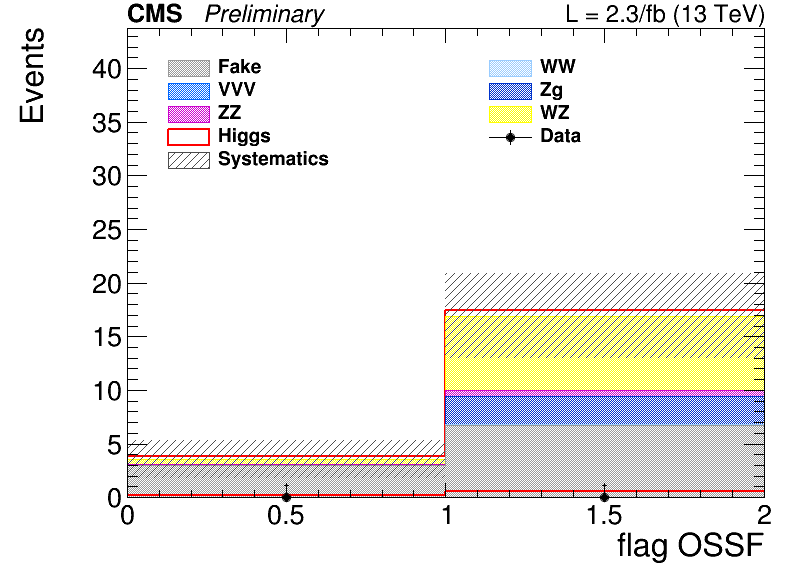 CMS Preliminary L = 2.3/fb (13 TeV)
Events
40
35
30
25
20
15
10
5
0
Fake
VVV
ZZ
Higgs
Systematics
WW
Zg
WZ
Data
0 0.5 1 1.5 2
flag OSSF